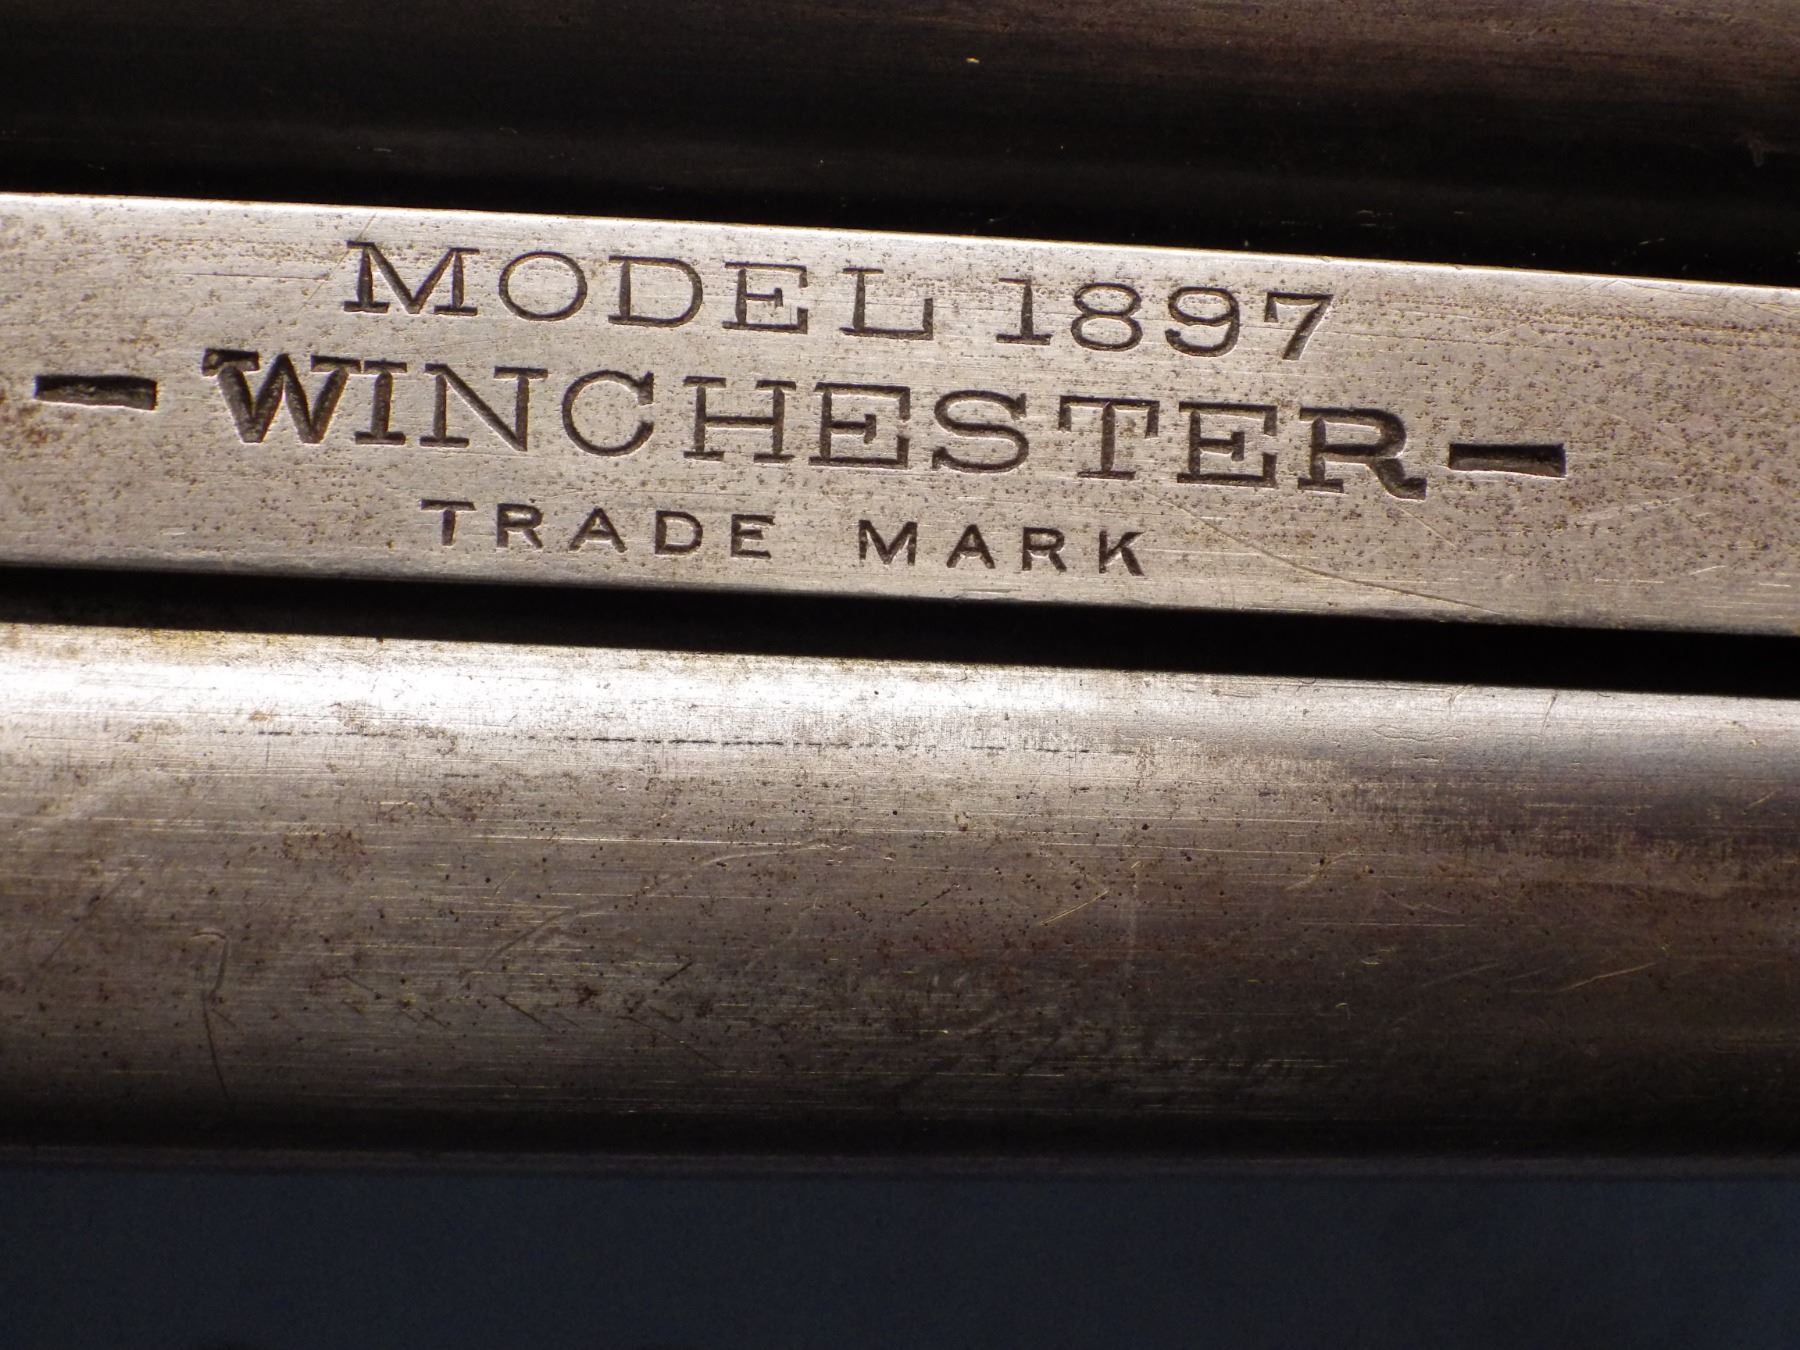 MODEL 1897
-WINCHESTER-
TRADE MARK